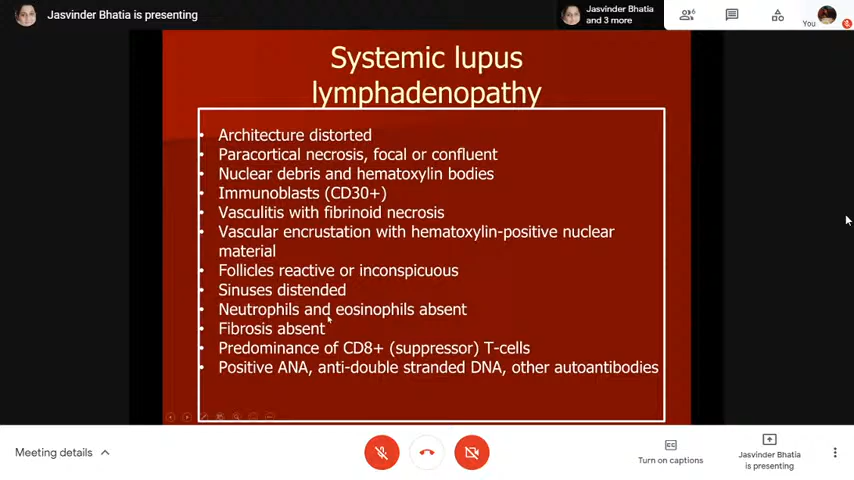 Jasvinder Bhatia is presenting
Jasvinder Bhatia
and 3 more
6
You
Systemic lupus
lymphadenopathy
• Architecture distorted
• Paracortical necrosis, focal or confluent
• Nuclear debris and hematoxylin bodies
• Immunoblasts (CD30+)
• Vasculitis with fibrinoid necrosis
• Vascular encrustation with hematoxylin-positive nuclear
material
• Follicles reactive or inconspicuous
• Sinuses distended
• Neutrophils and eosinophils absent
• Fibrosis absent
• Predominance of CD8+ (suppressor) T-cells
• Positive ANA, anti-double stranded DNA, other autoantibodies
Meeting details
Turn on captions
Jasvinder Bhatia
is presenting